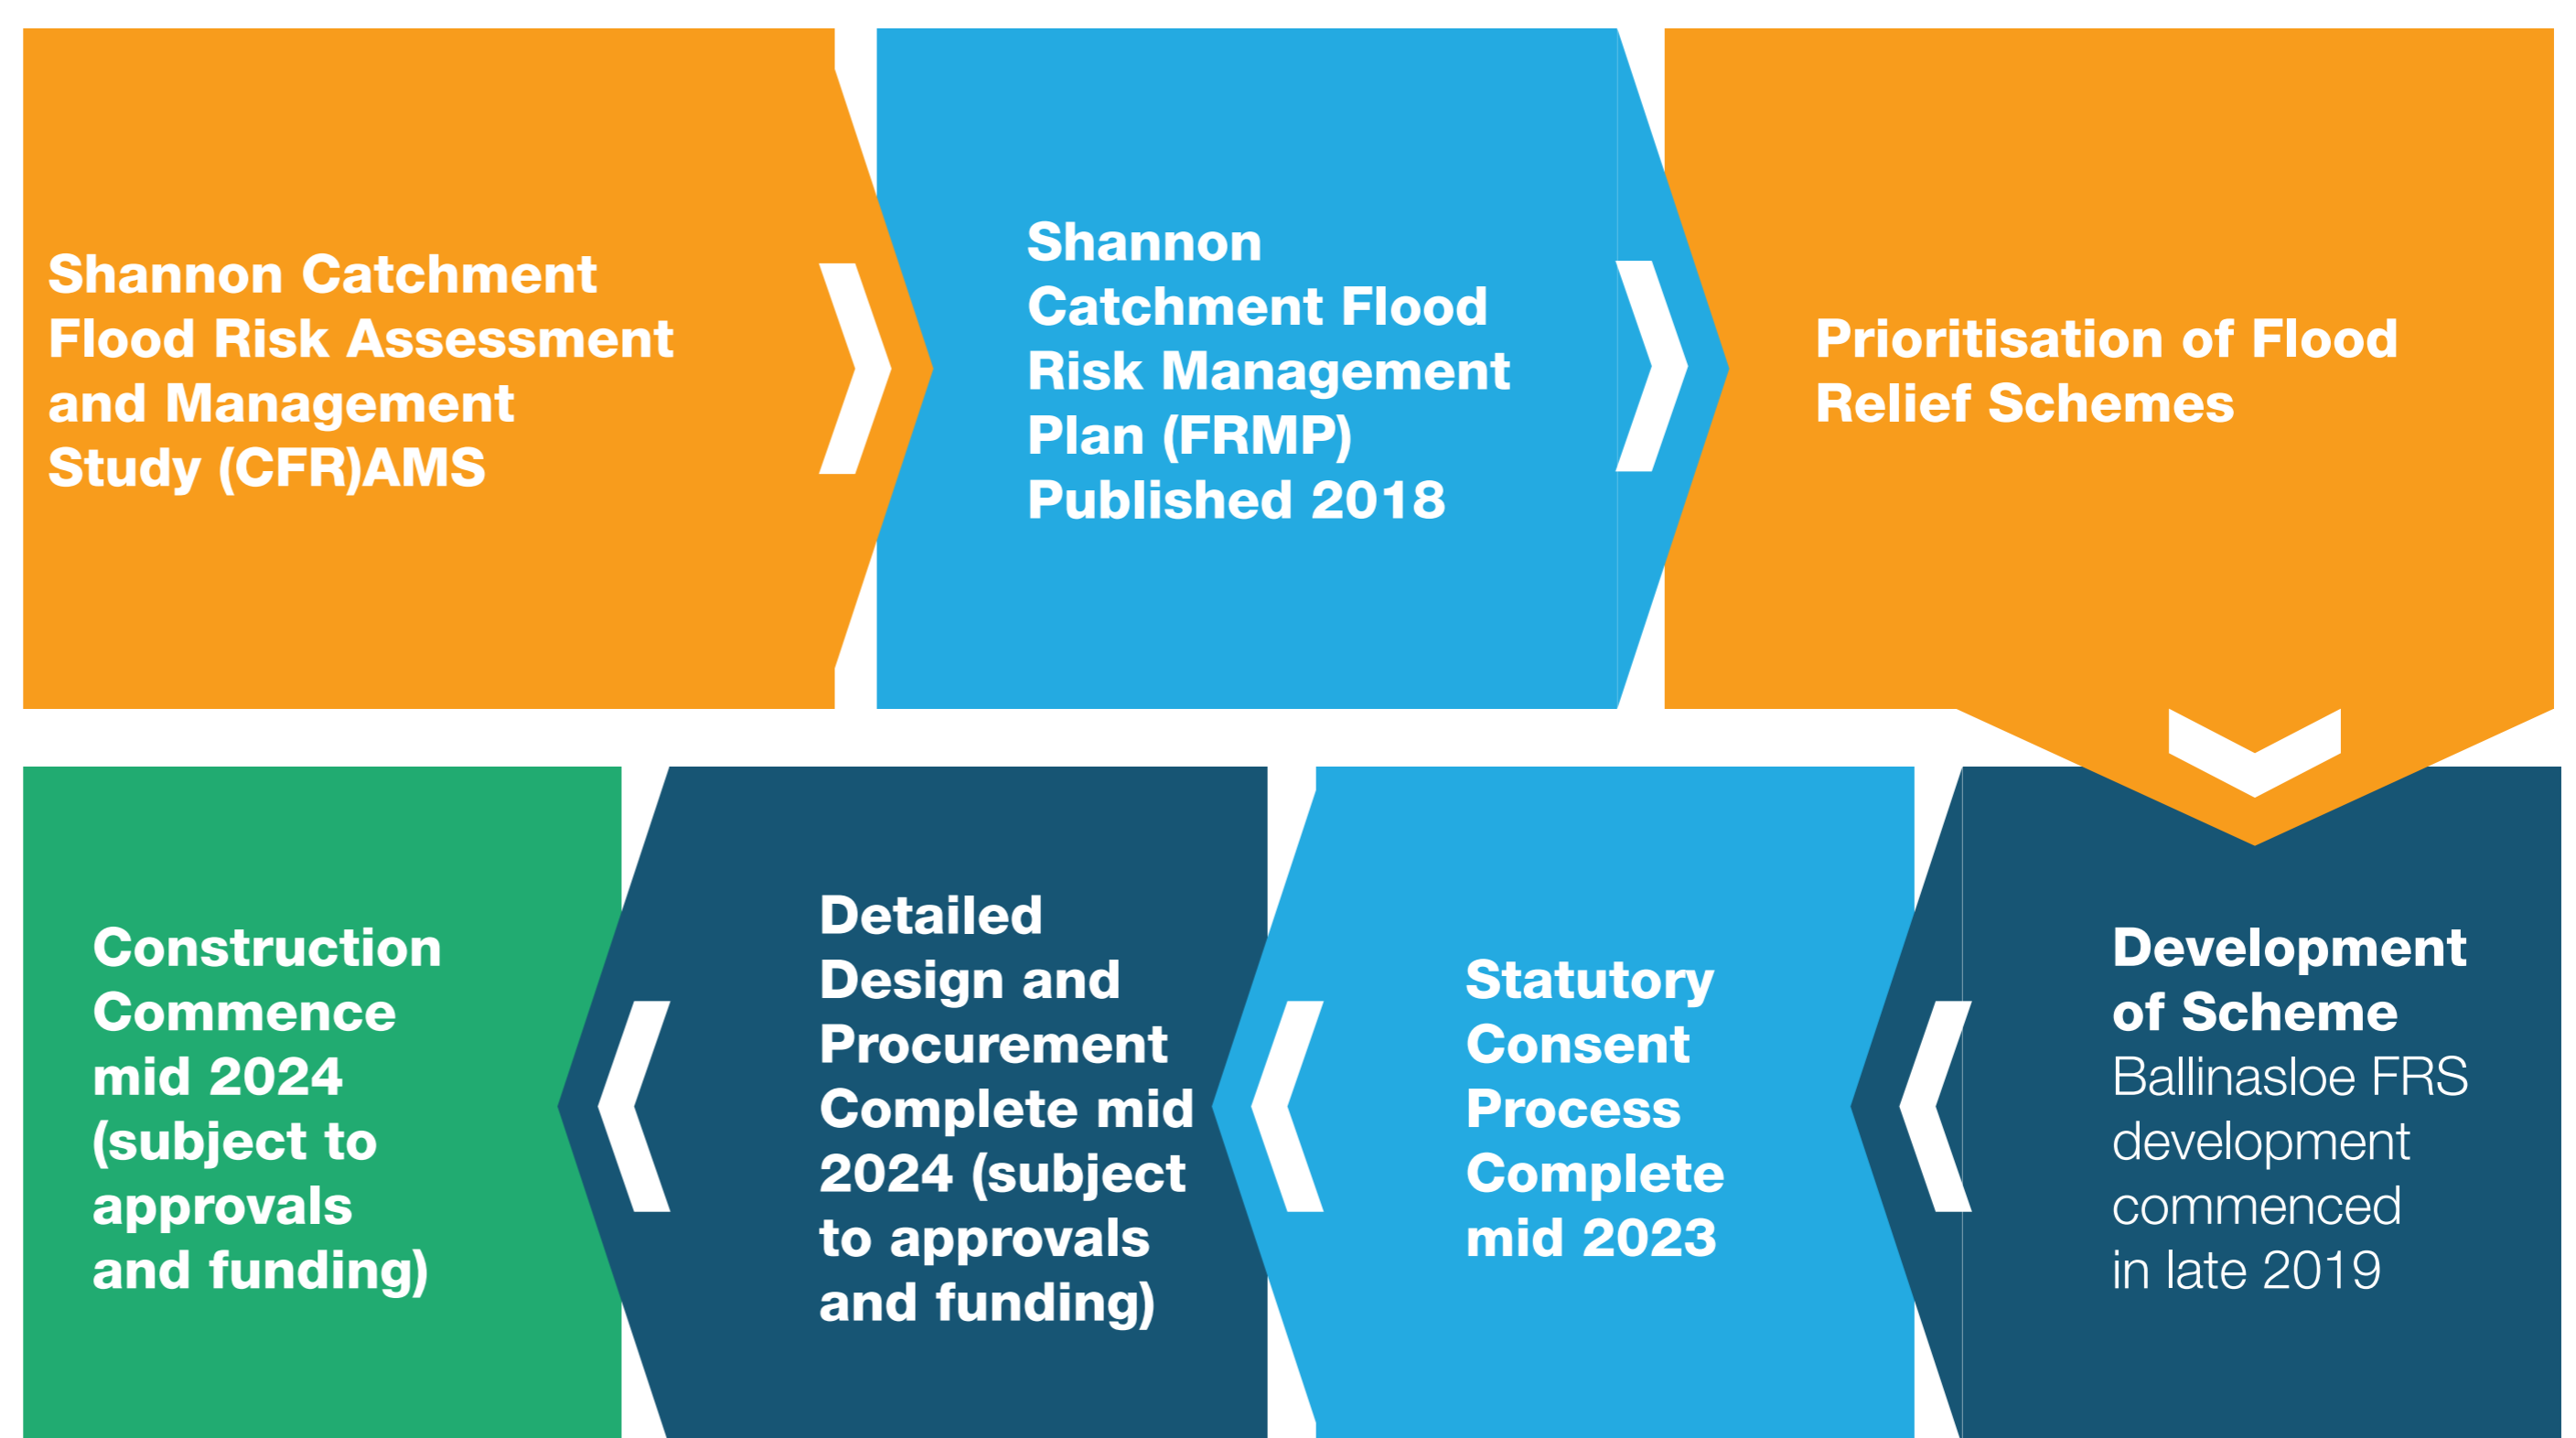 Shannon Catchment
Flood Risk Assessment
and Management
Study (CFR)AMS
Shannon
Catchment Flood
Risk Management
Plan (FRMP)
Published 2018
Prioritisation of Flood
Relief Schemes
Development
of Scheme
Ballinasloe FRS
development
commenced
in late 2019
Statutory
Consent
Process
Complete
mid 2023
Detailed
Design and
Procurement
Complete mid
2024 (subject
to approvals
and funding)
Construction
Commence
mid 2024
(subject to
approvals
and funding)